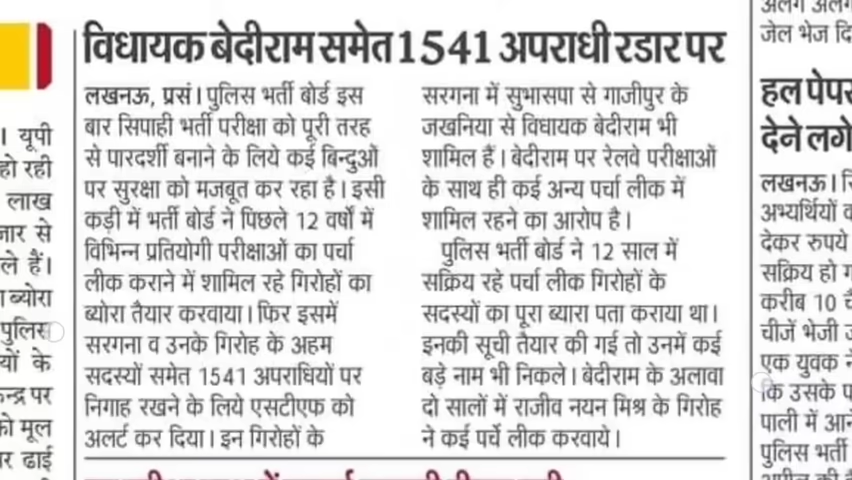 । यूपी
हो रही
लाख
जार से
ले हैं।
ब्योरा
पुलिस
यों के
न्द्र पर
को मूल
र ढाई
विधायक बेदीराम समेत 1541 अपराधी रडार पर
लखनऊ, प्रसं। पुलिस भर्ती बोर्ड इस
बार सिपाही भर्ती परीक्षा को पूरी तरह
से पारदर्शी बनाने के लिये कई बिन्दुओं
पर सुरक्षा को मजबूत कर रहा है। इसी
कड़ी में भर्ती बोर्ड ने पिछले 12 वर्षों में
विभिन्न प्रतियोगी परीक्षाओं का पर्चा
लीक कराने में शामिल रहे गिरोहों का
ब्योरा तैयार करवाया। फिर इसमें
सरगना व उनके गिरोह के अहम
सदस्यों समेत 1541 अपराधियों पर
निगाह रखने के लिये एसटीएफ को
अलर्ट कर दिया। इन गिरोहों के
सरगना में सुभासपा से गाजीपुर के
जखनिया से विधायक बेदीराम भी
शामिल हैं। बेदीराम पर रेलवे परीक्षाओं
के साथ ही कई अन्य पर्चा लीक में
शामिल रहने का आरोप है।
पुलिस भर्ती बोर्ड ने 12 साल में
सक्रिय रहे पर्चा लीक गिरोहों के
सदस्यों का पूरा ब्योरा पता कराया था।
इनकी सूची तैयार की गई तो उनमें कई
बड़े नाम भी निकले। बेदीराम के अलावा
दो सालों में राजीव नयन मिश्र के गिरोह
ने कई पर्चे लीक करवाये।
जेल भेज दि
हल पेपर
देने लगे
लखनऊ।
अभ्यर्थियों
देकर रुपये
सक्रिय हो ग
करीब 10
चीजें भेजी
एक युवक ने
कि उसके प
पाली में आने
पुलिस भर्ती